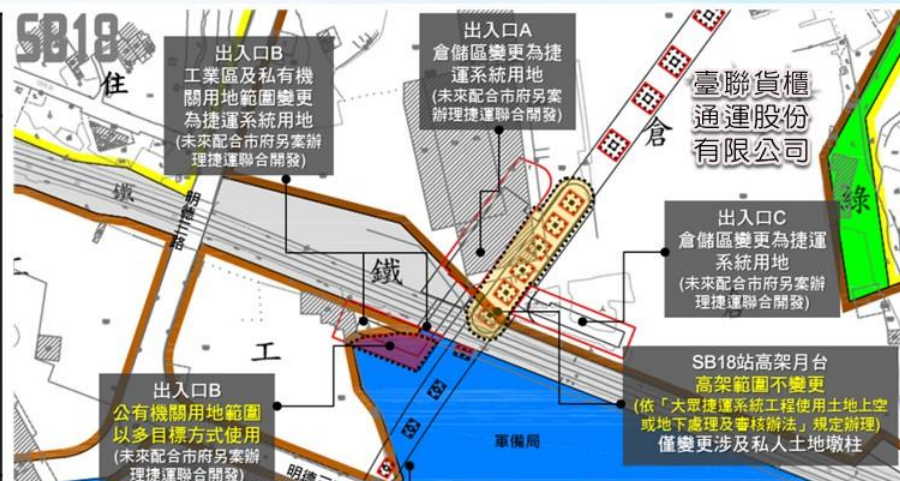 SB18
出入口B
工業區及私有機
關用地範圍變更
為捷運系統用地
(未來配合市府另案辦
理捷運聯合開發)
出入口A
倉儲區變更為捷
運系統用地
(未來配合市府另案
辦理捷運聯合開發)
臺聯貨櫃
通運股份
有限公司
住
倉
綠
鐵
明德三路
鐵
工
工
出入口C
倉儲區變更為捷運
系統用地
(未來配合市府另案辦
理捷運聯合開發)
SB18站高架月台
高架範圍不變更
(依「大眾捷運系統工程使用土地上空
或地下處理及審核辦法」規定辦理)
僅變更涉及私人土地墩柱
出入口B
公有機關用地範圍
以多目標方式使用
(未來配合市府另案辦
理捷運聯合開發)
軍備局
明德二